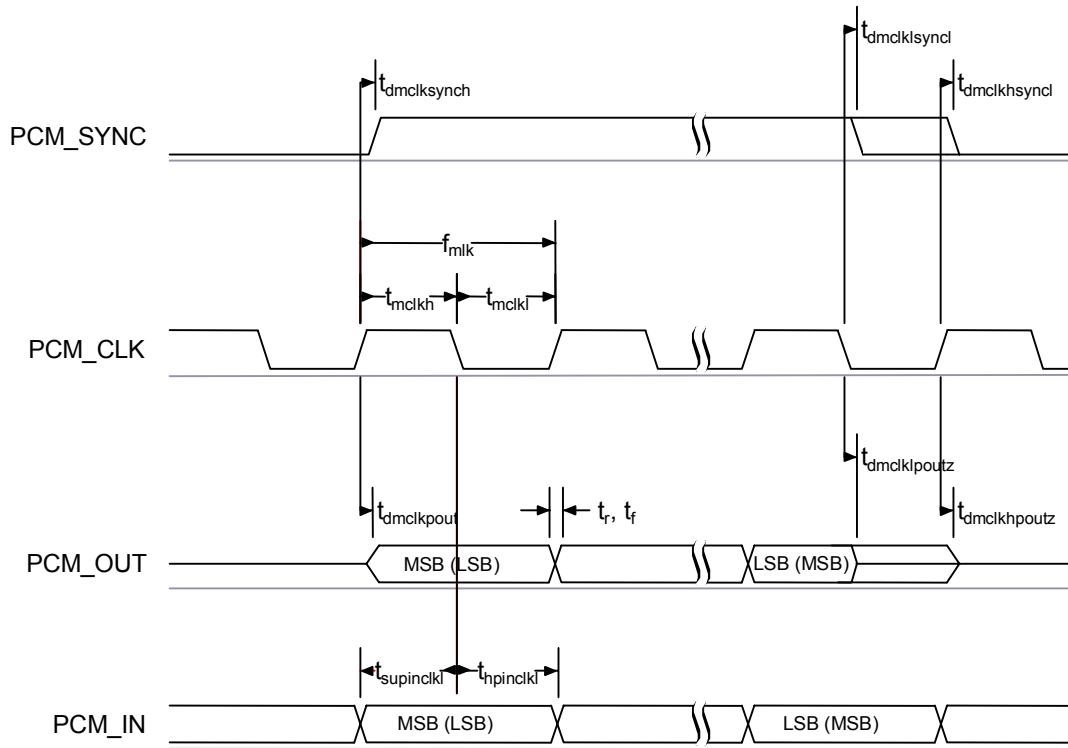 t_dmclklsyncl
t_dmclksynch
t_dmclkhsyncl
PCM_SYNC
f_mlk
t_mclkh
t_mclkl
PCM_CLK
t_dmclklpoutz
t_dmclkpout
t_r, t_f
t_dmclkhpoutz
PCM_OUT
MSB (LSB)
LSB (MSB)
t_supinclkl
t_hpinclkl
PCM_IN
MSB (LSB)
LSB (MSB)